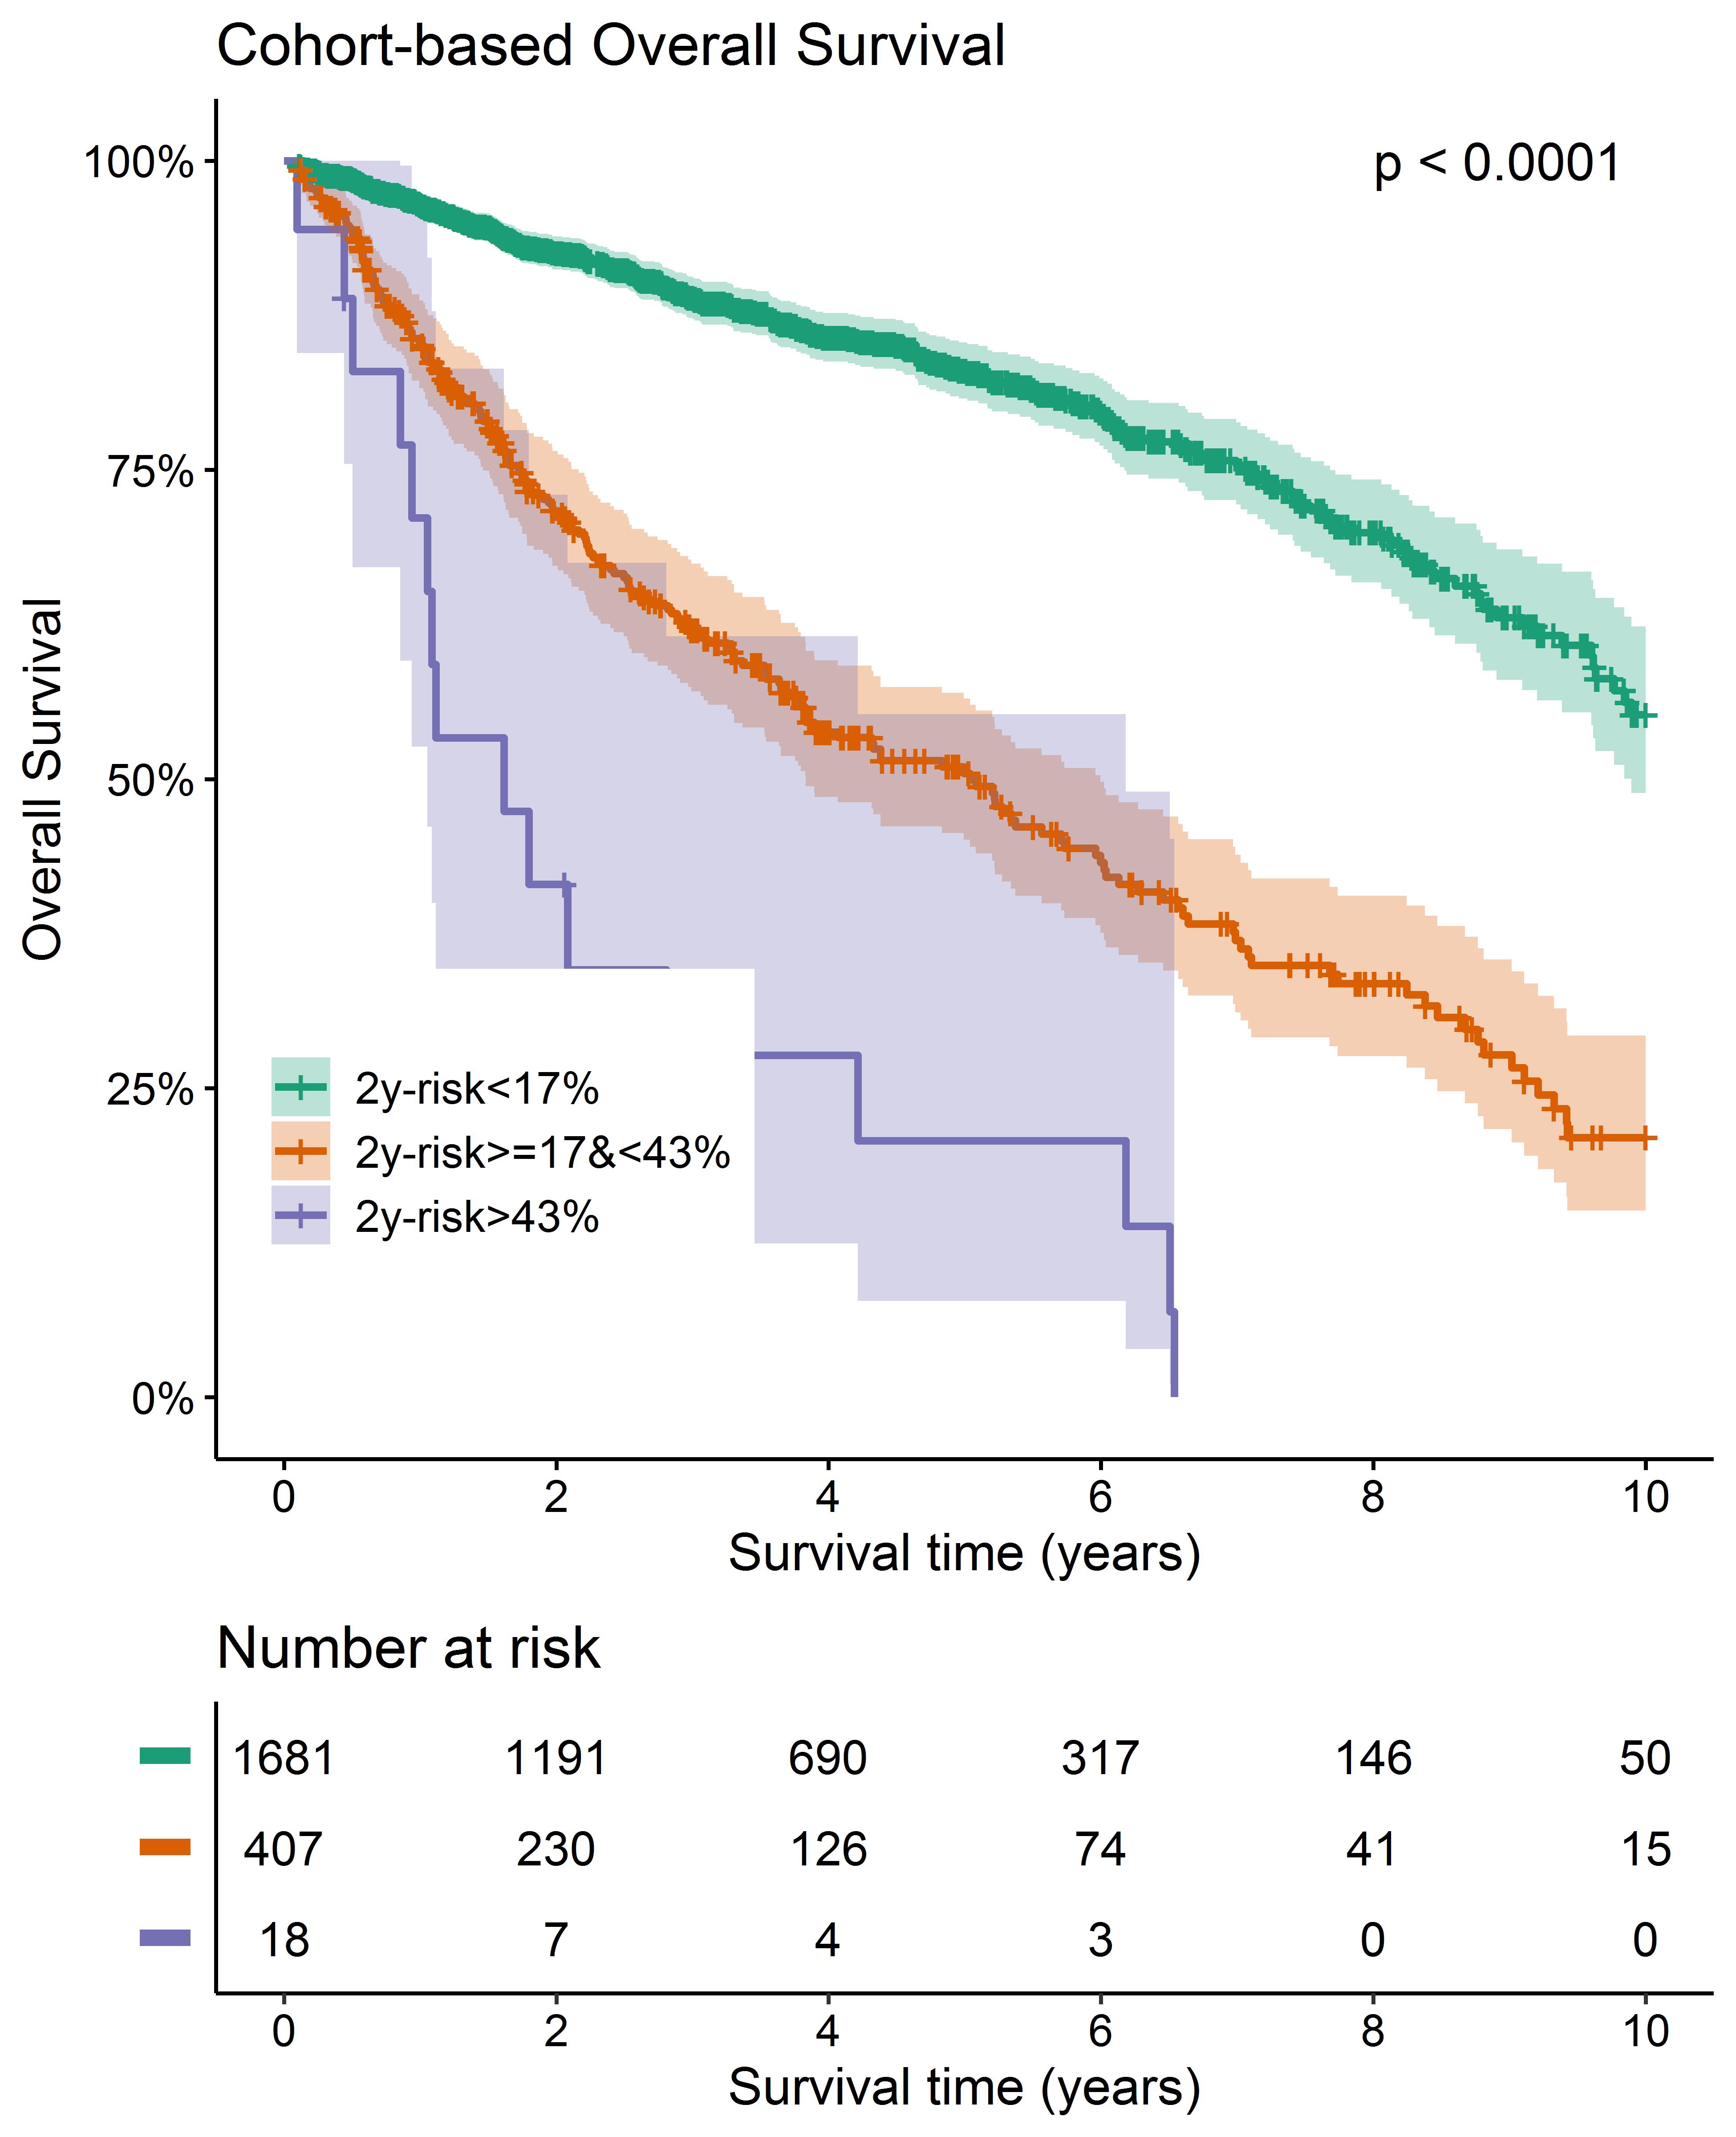 Cohort-based Overall Survival
p < 0.0001
100%
75%
50%
25%
0%
Overall Survival
2y-risk<17%
2y-risk>=17&<43%
2y-risk>43%
0 2 4 6 8 10
Survival time (years)
Number at risk
1681 1191 690 317 146 50
407 230 126 74 41 15
18 7 4 3 0 0
0 2 4 6 8 10
Survival time (years)